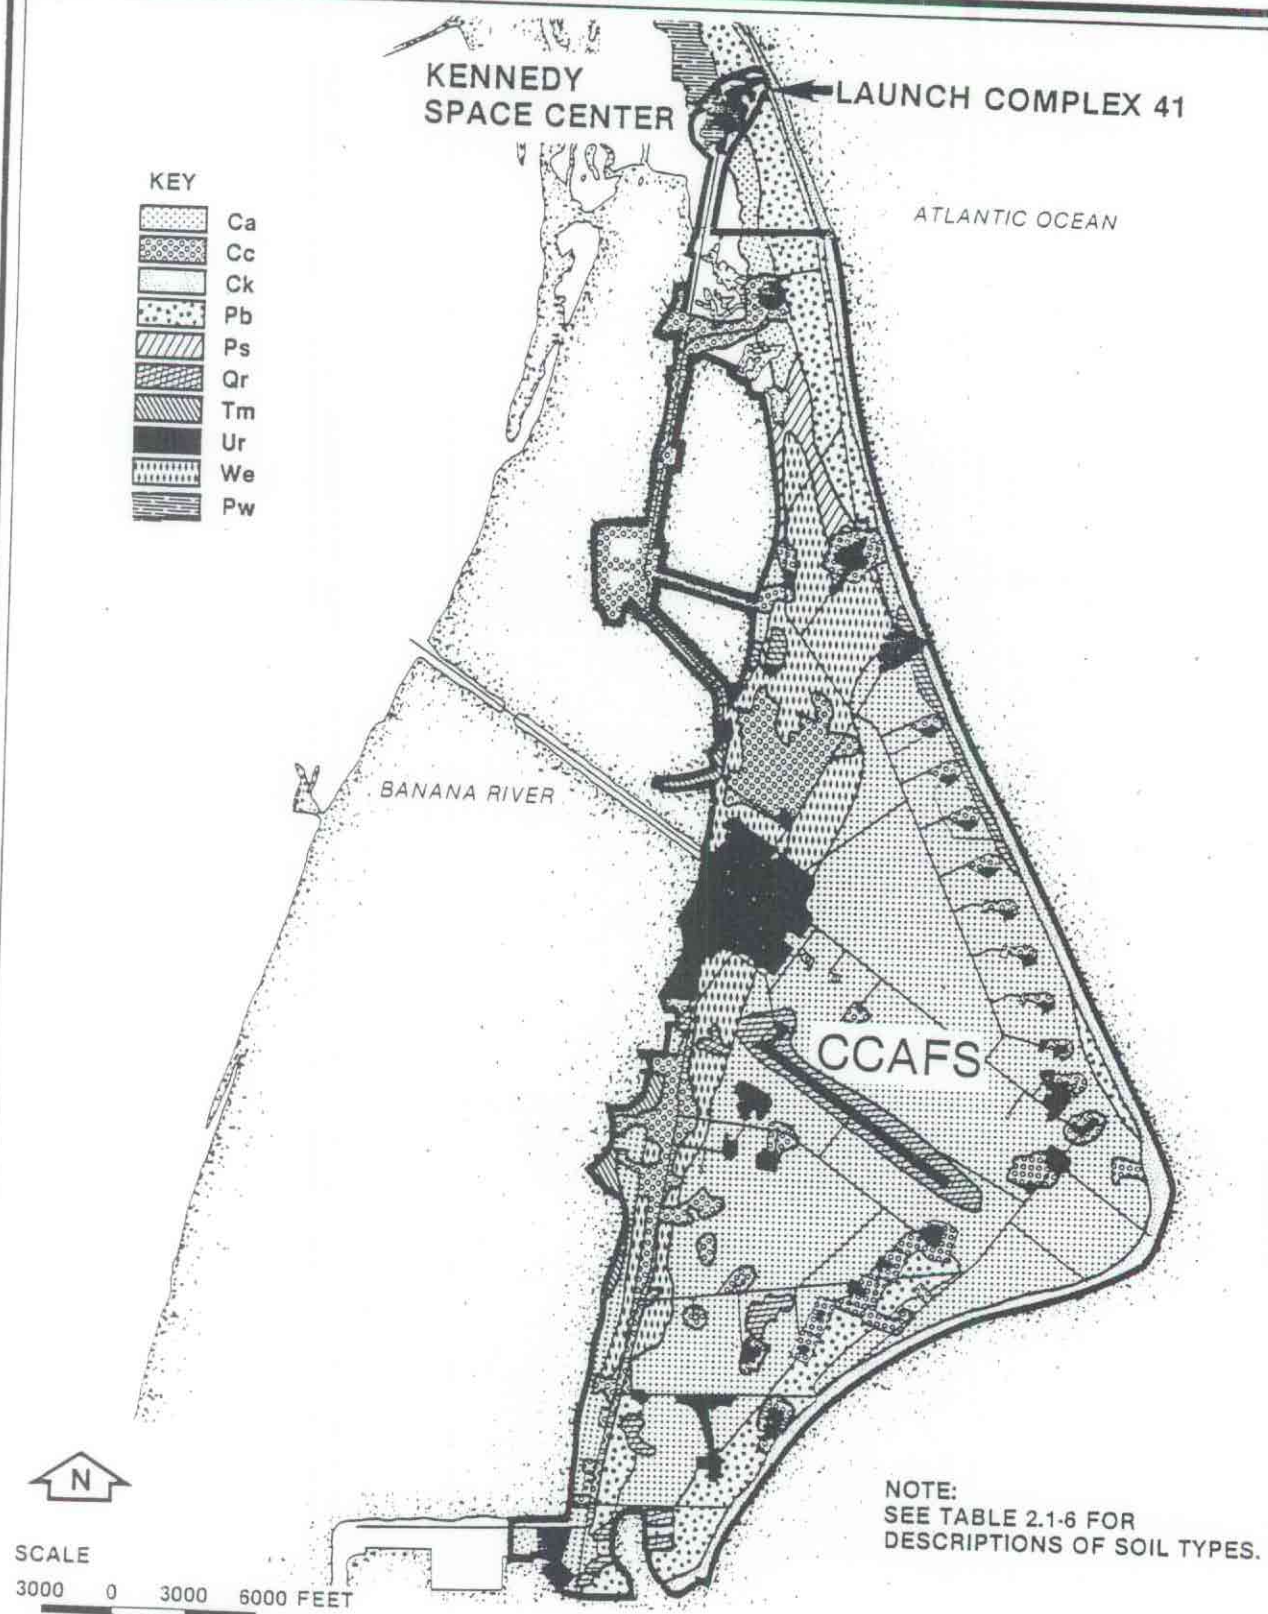 KENNEDY
SPACE CENTER
LAUNCH COMPLEX 41
KEY
Ca
Cc
Ck
Pb
Ps
Qr
Tm
Ur
We
Pw
ATLANTIC OCEAN
BANANA RIVER
CCAFS
N
NOTE:
SEE TABLE 2.1-6 FOR
DESCRIPTIONS OF SOIL TYPES.
SCALE
3000 0 3000 6000 FEET